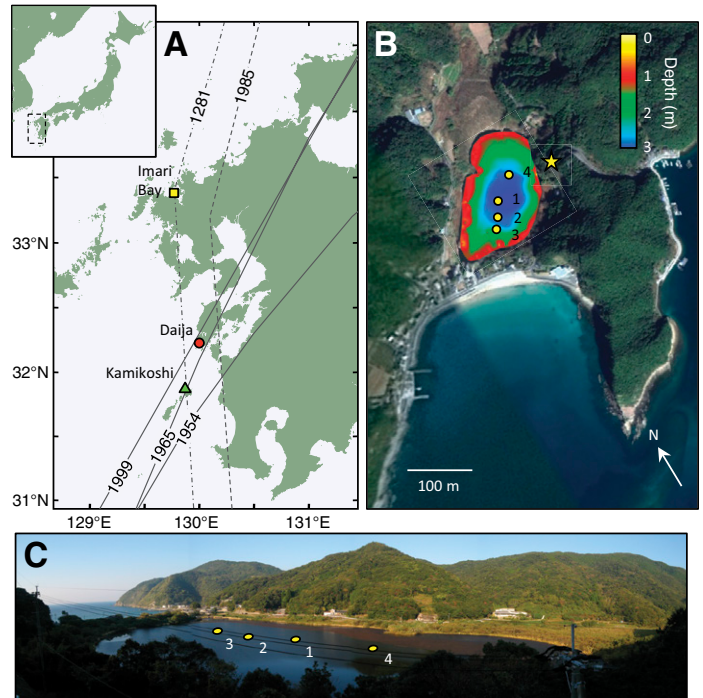 A
1281
1985
Imari
Bay
33°N
Daija
32°N
Kamikoshi
1999
1965
1954
31°N
129°E
130°E
131°E
B
0
1
2
3
Depth (m)
4
1
2
3
N
100 m
C
3
2
1
4